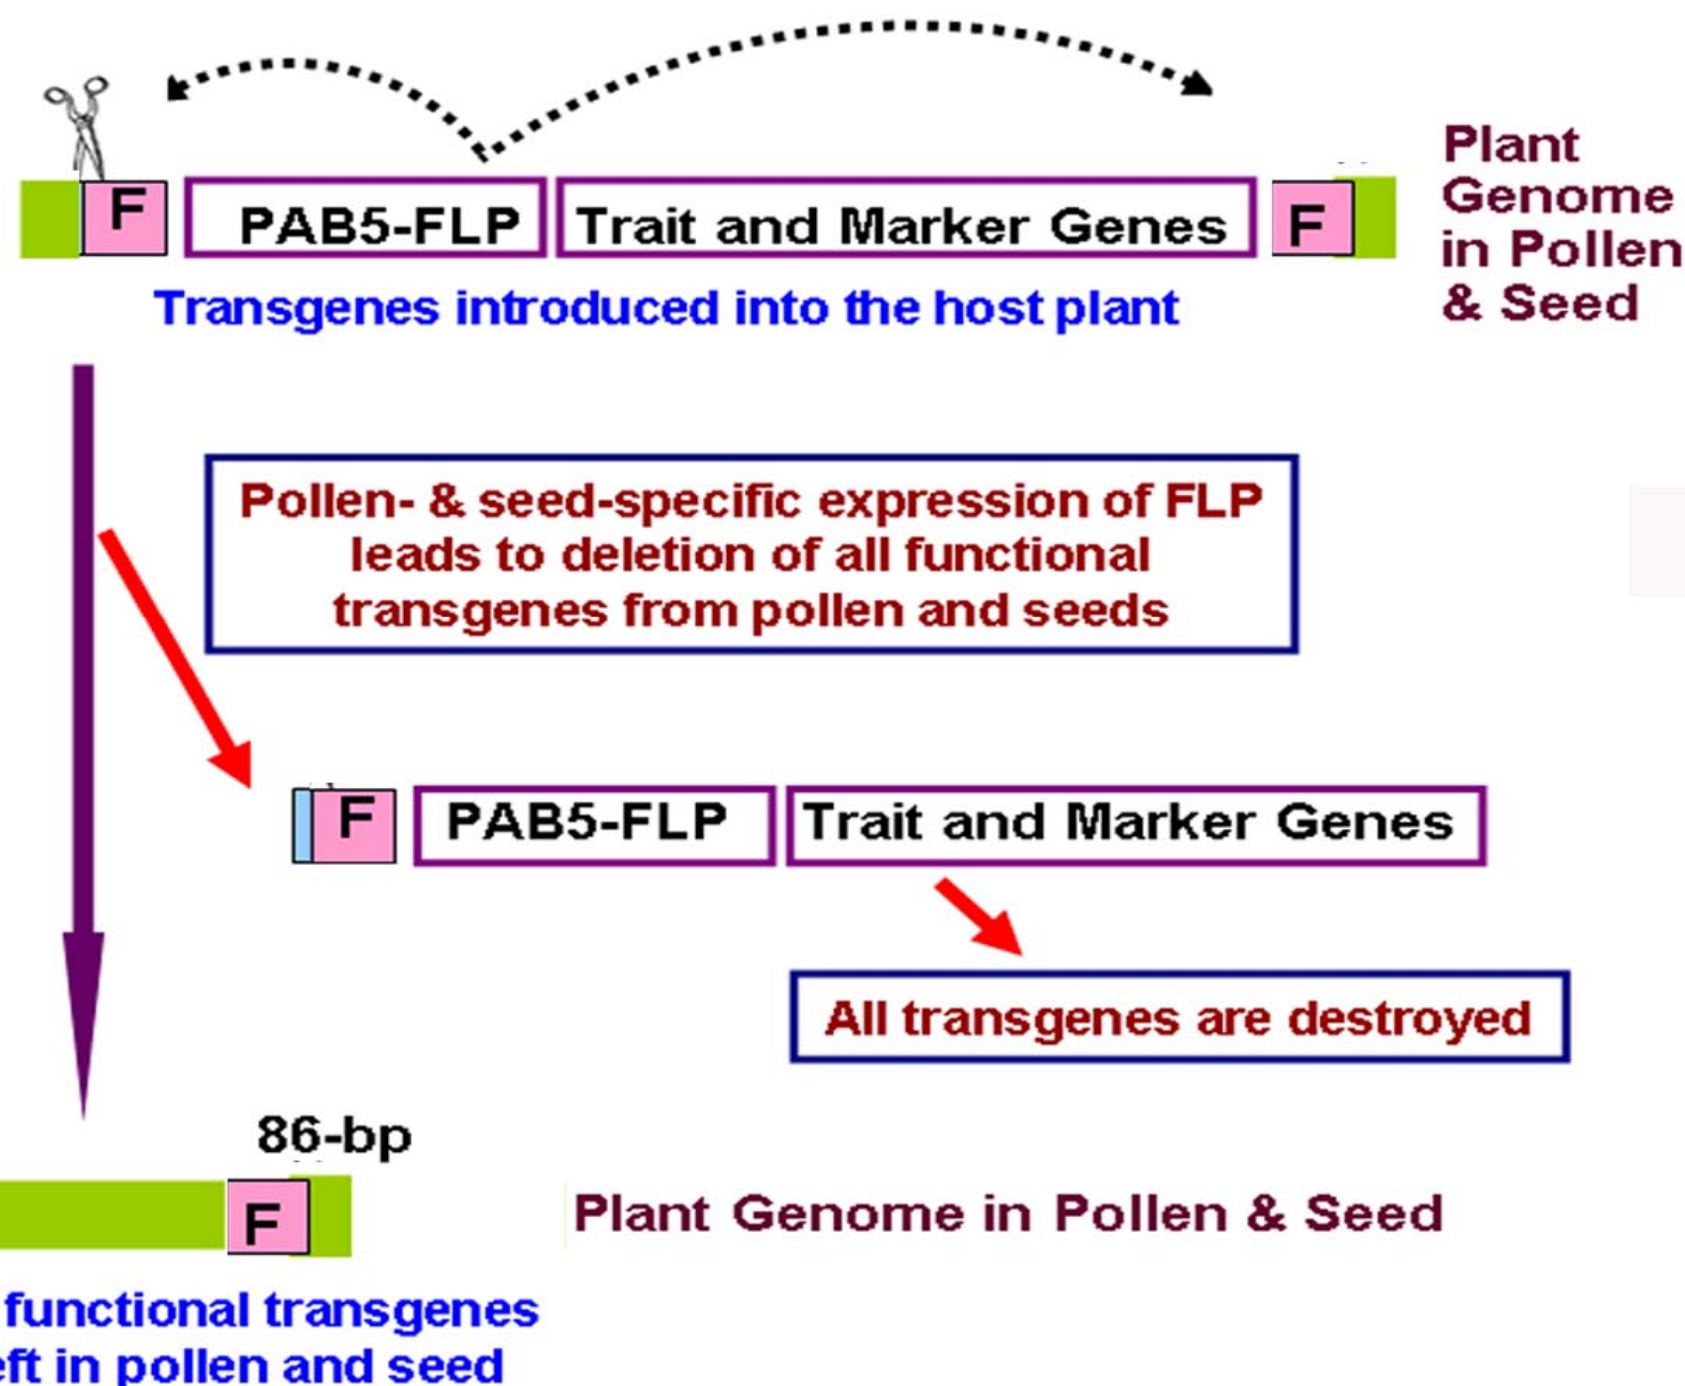 Plant
Genome
in Pollen
& Seed
F
PAB5-FLP
Trait and Marker Genes
F
Transgenes introduced into the host plant
Pollen- & seed-specific expression of FLP
leads to deletion of all functional
transgenes from pollen and seeds
F
PAB5-FLP
Trait and Marker Genes
All transgenes are destroyed
86-bp
F
Plant Genome in Pollen & Seed
functional transgenes
eft in pollen and seed